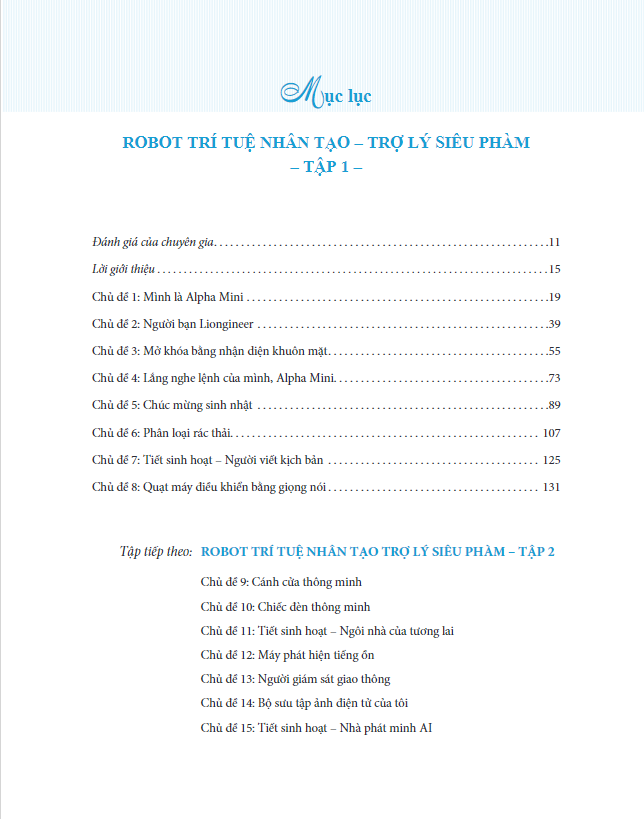 Mục lục
ROBOT TRÍ TUỆ NHÂN TẠO – TRỢ LÝ SIÊU PHÀM
– TẬP 1 –
Đánh giá của chuyên gia. . . . . . . . . . . . . . . . . . . . . . . . . . . . . . . . . . . . . . . . . . . . . . . . . . .11
Lời giới thiệu . . . . . . . . . . . . . . . . . . . . . . . . . . . . . . . . . . . . . . . . . . . . . . . . . . . . . . . . . .15
Chủ đề 1: Mình là Alpha Mini . . . . . . . . . . . . . . . . . . . . . . . . . . . . . . . . . . . . . . . . . . . . . .19
Chủ đề 2: Người bạn Liongineer . . . . . . . . . . . . . . . . . . . . . . . . . . . . . . . . . . . . . . . . . . . .39
Chủ đề 3: Mở khóa bằng nhận diện khuôn mặt. . . . . . . . . . . . . . . . . . . . . . . . . . . . . . . . .55
Chủ đề 4: Lắng nghe lệnh của mình, Alpha Mini. . . . . . . . . . . . . . . . . . . . . . . . . . . . . . . .73
Chủ đề 5: Chúc mừng sinh nhật . . . . . . . . . . . . . . . . . . . . . . . . . . . . . . . . . . . . . . . . . . . .89
Chủ đề 6: Phân loại rác thải. . . . . . . . . . . . . . . . . . . . . . . . . . . . . . . . . . . . . . . . . . . . . . . 107
Chủ đề 7: Tiết sinh hoạt – Người viết kịch bản . . . . . . . . . . . . . . . . . . . . . . . . . . . . . . . . 125
Chủ đề 8: Quạt máy điều khiển bằng giọng nói . . . . . . . . . . . . . . . . . . . . . . . . . . . . . . . . 131
Tập tiếp theo: ROBOT TRÍ TUỆ NHÂN TẠO TRỢ LÝ SIÊU PHÀM – TẬP 2
Chủ đề 9: Cánh cửa thông minh
Chủ đề 10: Chiếc đèn thông minh
Chủ đề 11: Tiết sinh hoạt – Ngôi nhà của tương lai
Chủ đề 12: Máy phát hiện tiếng ồn
Chủ đề 13: Người giám sát giao thông
Chủ đề 14: Bộ sưu tập ảnh điện tử của tôi
Chủ đề 15: Tiết sinh hoạt – Nhà phát minh AI